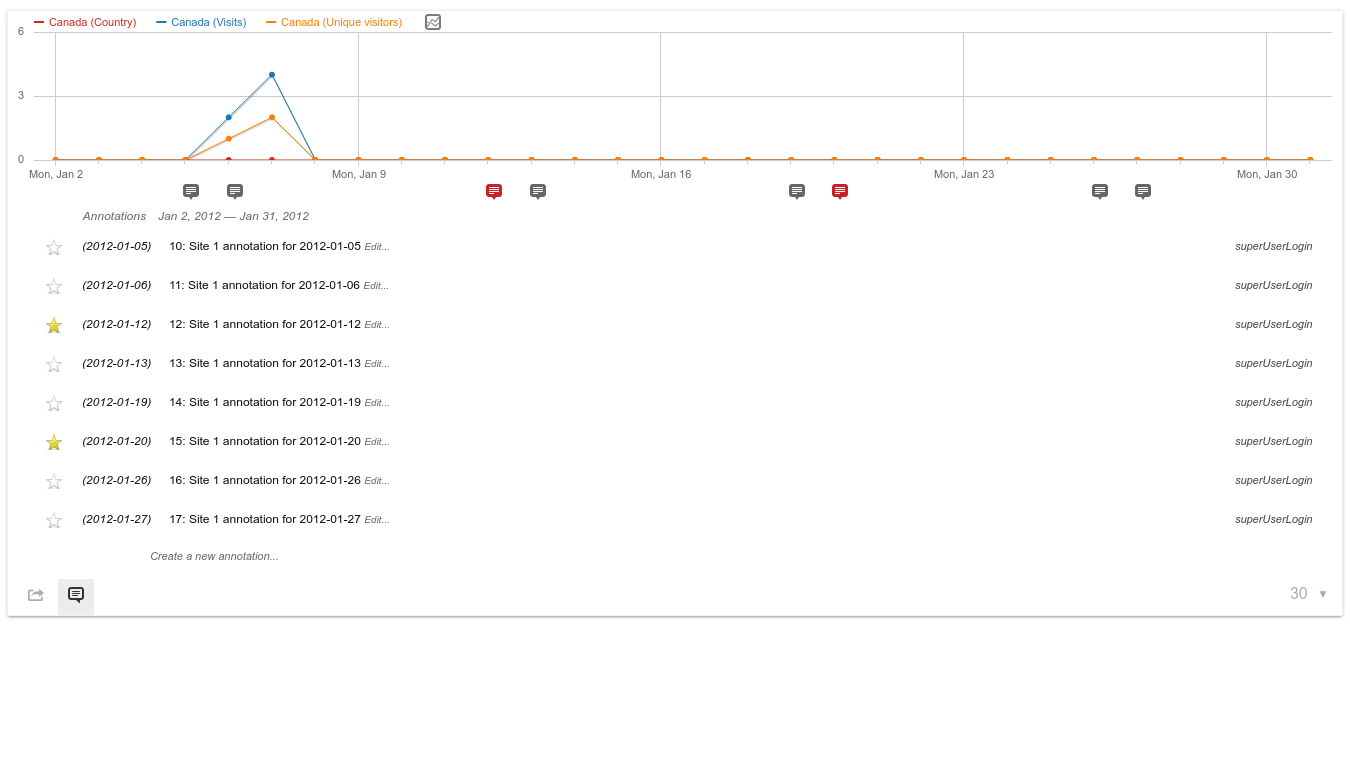 Canada (Country) Canada (Visits) Canada (Unique visitors)
6
3
0
Mon, Jan 2 Mon, Jan 9 Mon, Jan 16 Mon, Jan 23 Mon, Jan 30
Annotations Jan 2, 2012 — Jan 31, 2012
(2012-01-05) 10: Site 1 annotation for 2012-01-05 Edit... superUserLogin
(2012-01-06) 11: Site 1 annotation for 2012-01-06 Edit... superUserLogin
(2012-01-12) 12: Site 1 annotation for 2012-01-12 Edit... superUserLogin
(2012-01-13) 13: Site 1 annotation for 2012-01-13 Edit... superUserLogin
(2012-01-19) 14: Site 1 annotation for 2012-01-19 Edit... superUserLogin
(2012-01-20) 15: Site 1 annotation for 2012-01-20 Edit... superUserLogin
(2012-01-26) 16: Site 1 annotation for 2012-01-26 Edit... superUserLogin
(2012-01-27) 17: Site 1 annotation for 2012-01-27 Edit... superUserLogin
Create a new annotation...
30